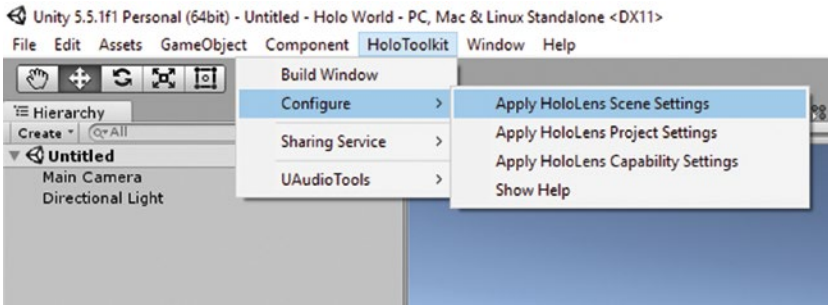 Unity 5.5.1f1 Personal (64bit) - Untitled - Holo World - PC, Mac & Linux Standalone <DX11>
File Edit Assets GameObject Component HoloToolkit Window Help
Build Window
Configure >
Sharing Service >
UAudioTools >
Apply HoloLens Scene Settings
Apply HoloLens Project Settings
Apply HoloLens Capability Settings
Show Help
Hierarchy
Create All
Untitled
Main Camera
Directional Light